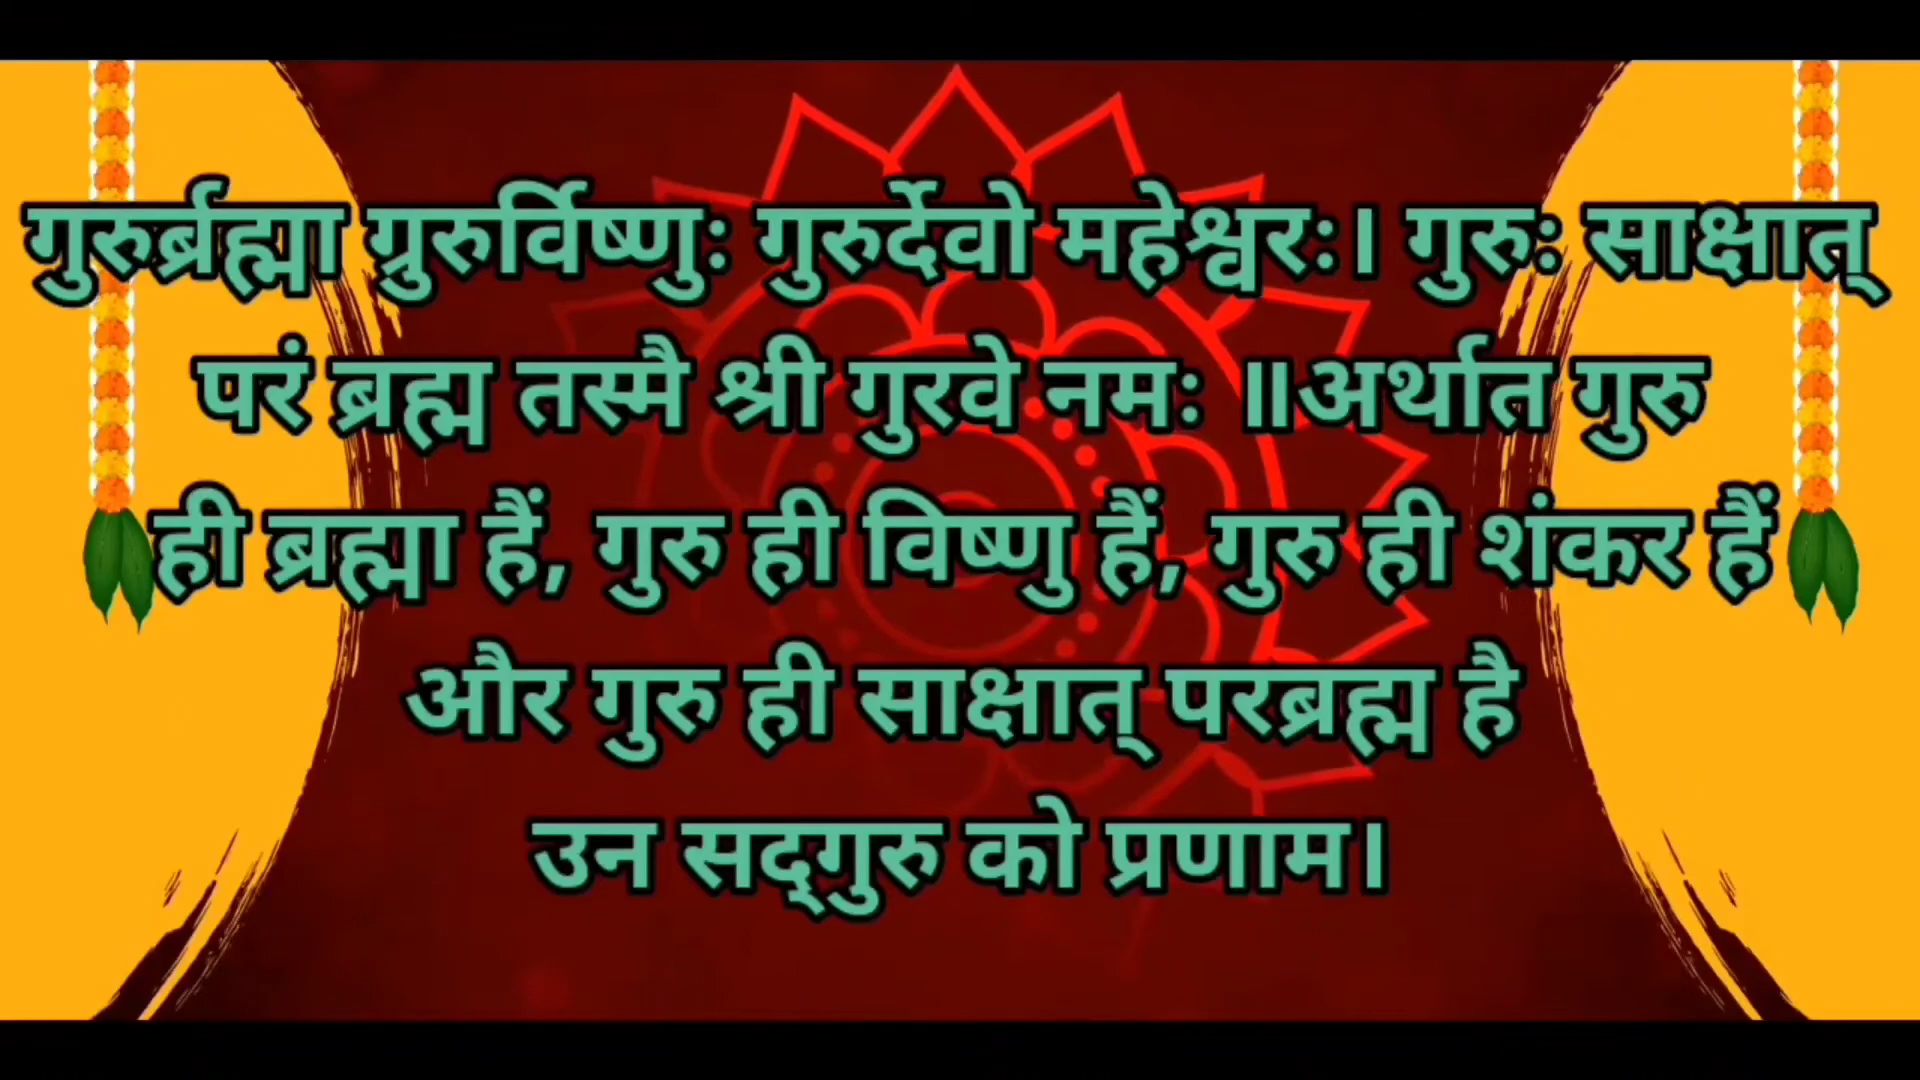 गुरुर्ब्रह्मा ग्रुरुर्विष्णुः गुरुर्देवो महेश्वरः। गुरुः साक्षात्
परं ब्रह्म तस्मै श्री गुरवे नमः ॥अर्थात गुरु
ही ब्रह्मा हैं, गुरु ही विष्णु हैं, गुरु ही शंकर हैं
और गुरु ही साक्षात् परब्रह्म है
उन सद्‌गुरु को प्रणाम।